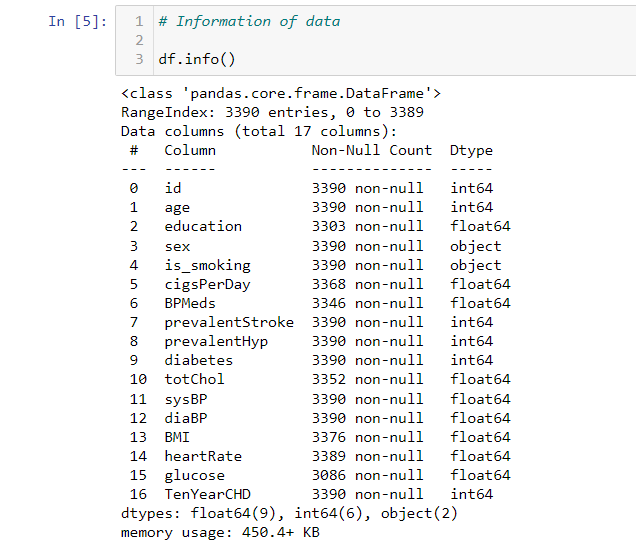 In [5]:
1 # Information of data
2
3 df.info()
<class 'pandas.core.frame.DataFrame'>
RangeIndex: 3390 entries, 0 to 3389
Data columns (total 17 columns):
 #   Column           Non-Null Count  Dtype
---  ------           --------------  -----
 0   id               3390 non-null   int64
 1   age              3390 non-null   int64
 2   education        3303 non-null   float64
 3   sex              3390 non-null   object
 4   is_smoking       3390 non-null   object
 5   cigsPerDay       3368 non-null   float64
 6   BPMeds           3346 non-null   float64
 7   prevalentStroke  3390 non-null   int64
 8   prevalentHyp     3390 non-null   int64
 9   diabetes         3390 non-null   int64
 10  totChol          3352 non-null   float64
 11  sysBP            3390 non-null   float64
 12  diaBP            3390 non-null   float64
 13  BMI              3376 non-null   float64
 14  heartRate        3389 non-null   float64
 15  glucose          3086 non-null   float64
 16  TenYearCHD       3390 non-null   int64
dtypes: float64(9), int64(6), object(2)
memory usage: 450.4+ KB